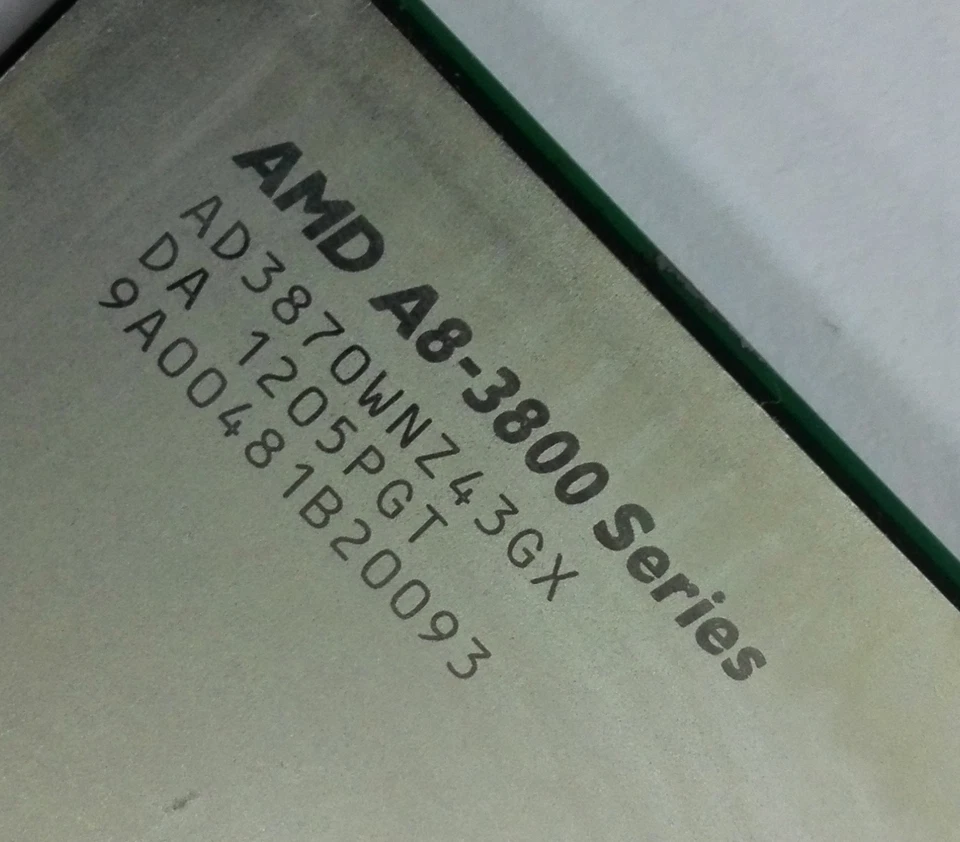 AMD A8-3800 Series
AD3870WNZ43GX
DA 1205PGT
9A00481B20093